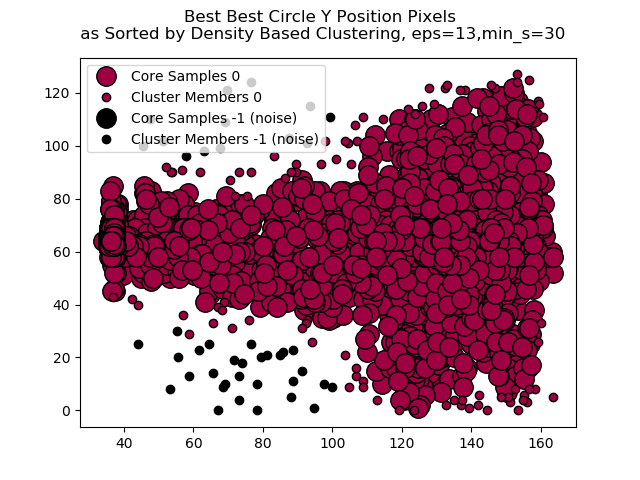 Best Best Circle Y Position Pixels
as Sorted by Density Based Clustering, eps=13,min_s=30
Core Samples 0
Cluster Members 0
Core Samples -1 (noise)
Cluster Members -1 (noise)
120
100
80
60
40
20
0
40 60 80 100 120 140 160